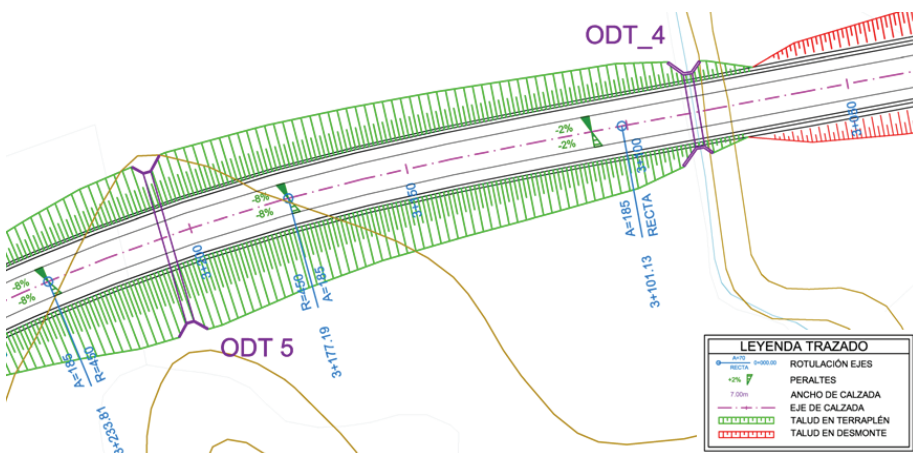 ODT_4
3+050
-2%
-2%
3+100
A=185
RECTA
3+101.13
3+150
-8%
-8%
R=450
A=185
3+177.19
3+200
ODT 5
-8%
-8%
A=185
R=450
3+233.81
LEYENDA TRAZADO
A=70
RECTA
0+000.00
ROTULACIÓN EJES
+2%
PERALTES
7.00m
ANCHO DE CALZADA
EJE DE CALZADA
TALUD EN TERRAPLÉN
TALUD EN DESMONTE